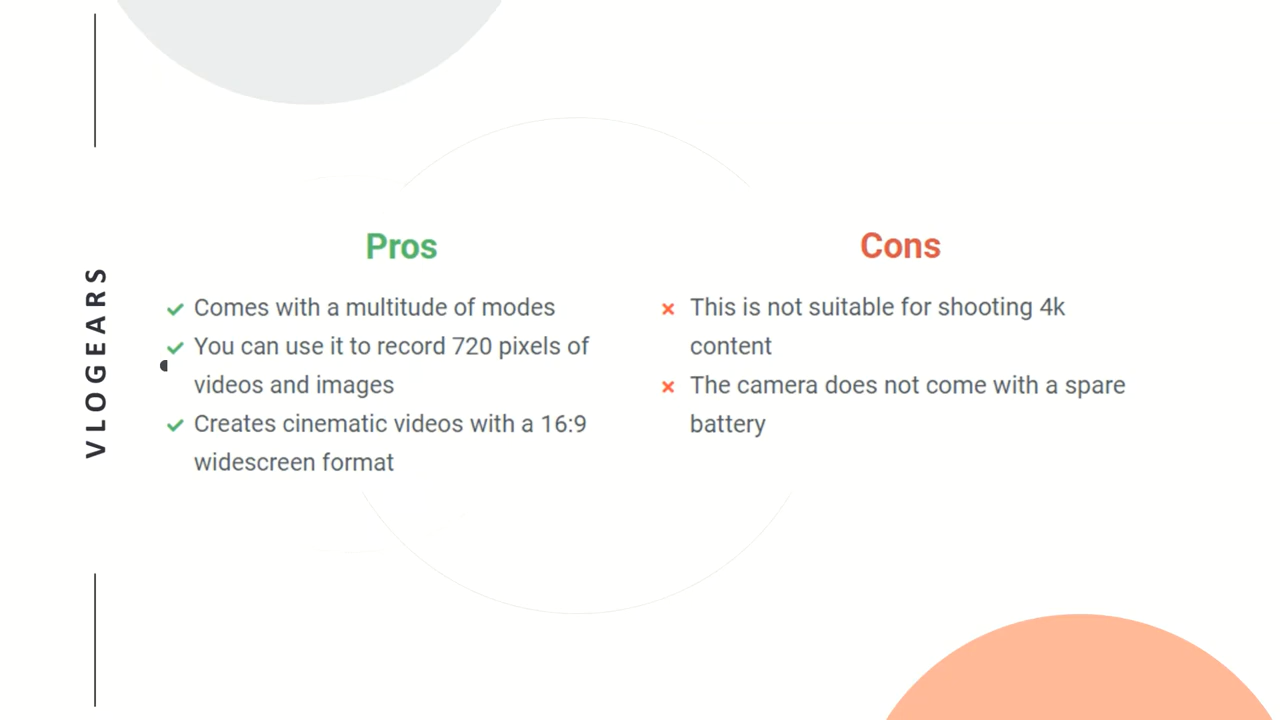 VLOGEARS
Pros
Comes with a multitude of modes
You can use it to record 720 pixels of
videos and images
Creates cinematic videos with a 16:9
widescreen format
Cons
This is not suitable for shooting 4k
content
The camera does not come with a spare
battery